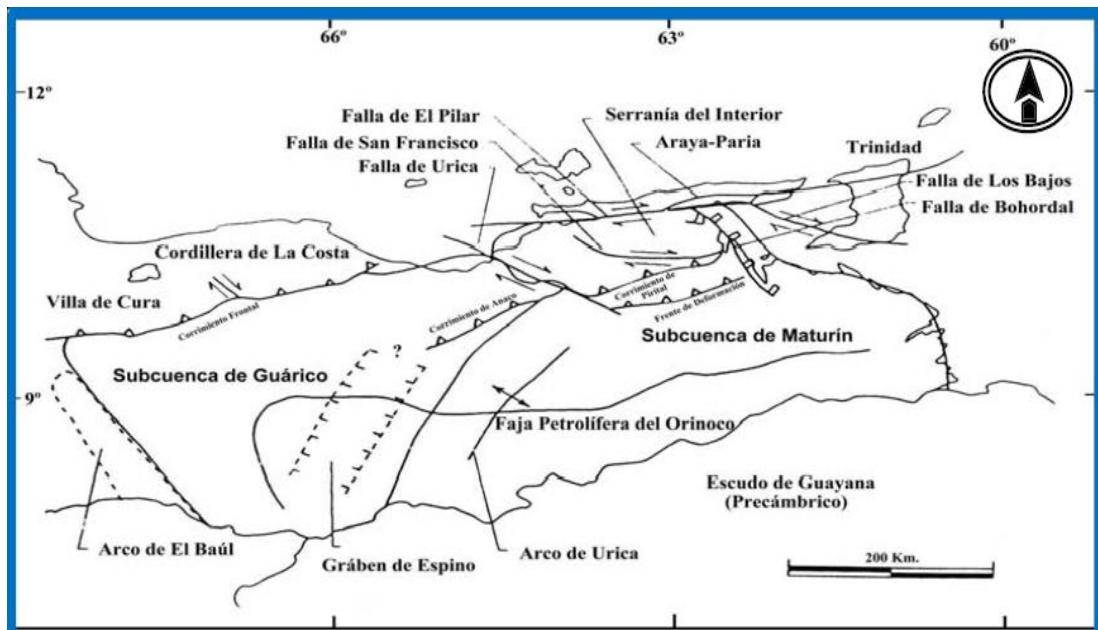 66º
63º
60º
12º
Falla de El Pilar
Serranía del Interior
Falla de San Francisco
Araya-Paria
Trinidad
Falla de Urica
Falla de Los Bajos
Falla de Bohordal
Cordillera de La Costa
Villa de Cura
Corrimiento Frontal
Corrimiento de Anaco
Corrimiento de
Pirital
Frente de Deformación
Subcuenca de Maturín
?
Subcuenca de Guárico
9º
Faja Petrolífera del Orinoco
Escudo de Guayana
(Precámbrico)
Arco de El Baúl
Gráben de Espino
Arco de Urica
200 Km.